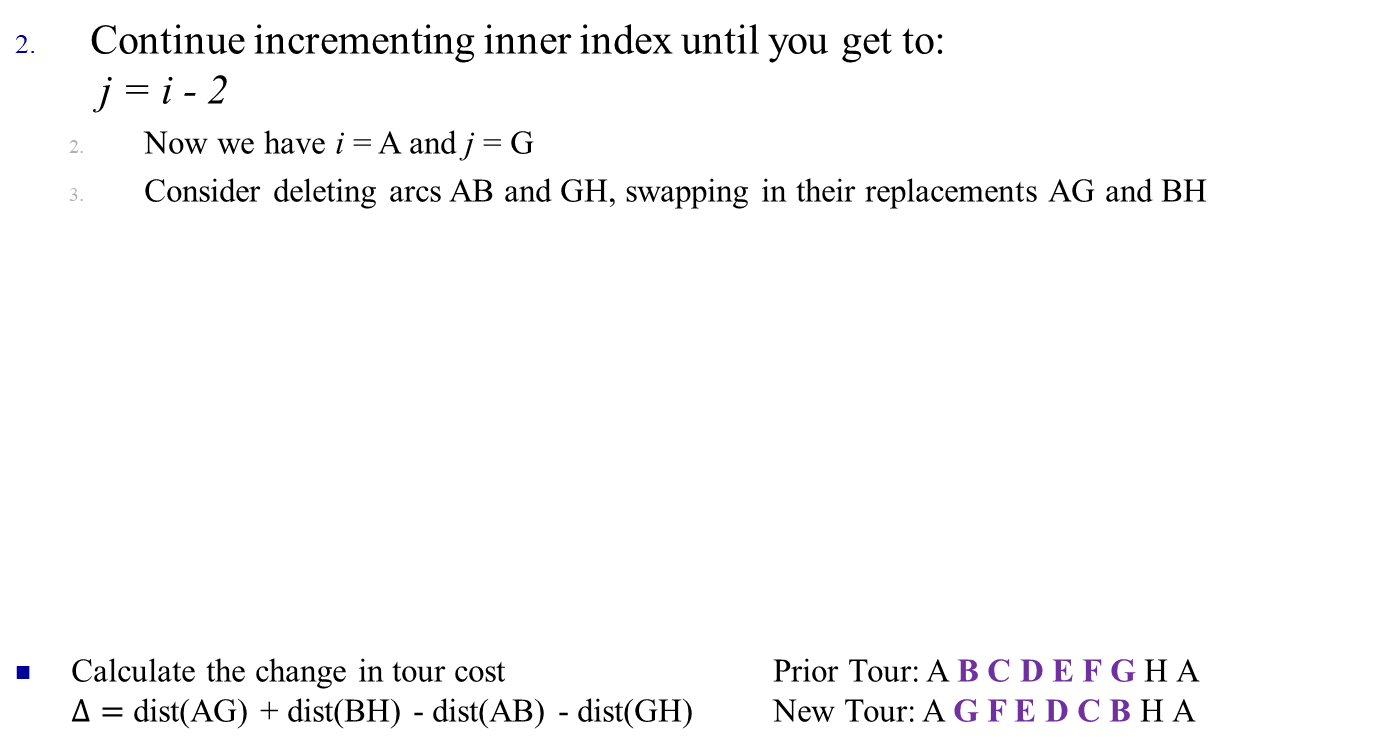 2. Continue incrementing inner index until you get to:
j = i - 2
2. Now we have i = A and j = G
3. Consider deleting arcs AB and GH, swapping in their replacements AG and BH
■ Calculate the change in tour cost
Δ = dist(AG) + dist(BH) - dist(AB) - dist(GH)
Prior Tour: A B C D E F G H A
New Tour: A G F E D C B H A